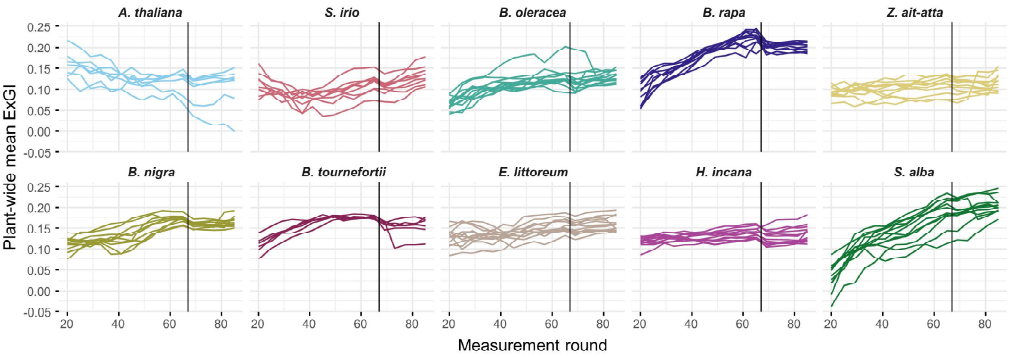 A. thaliana S. irio B. oleracea B. rapa Z. ait-atta
0.25
0.20
0.15
0.10
0.05
0.00
-0.05
Plant-wide mean ExGI
B. nigra B. tournefortii E. littoreum H. incana S. alba
0.25
0.20
0.15
0.10
0.05
0.00
-0.05
20 40 60 80 20 40 60 80 20 40 60 80 20 40 60 80 20 40 60 80
Measurement round